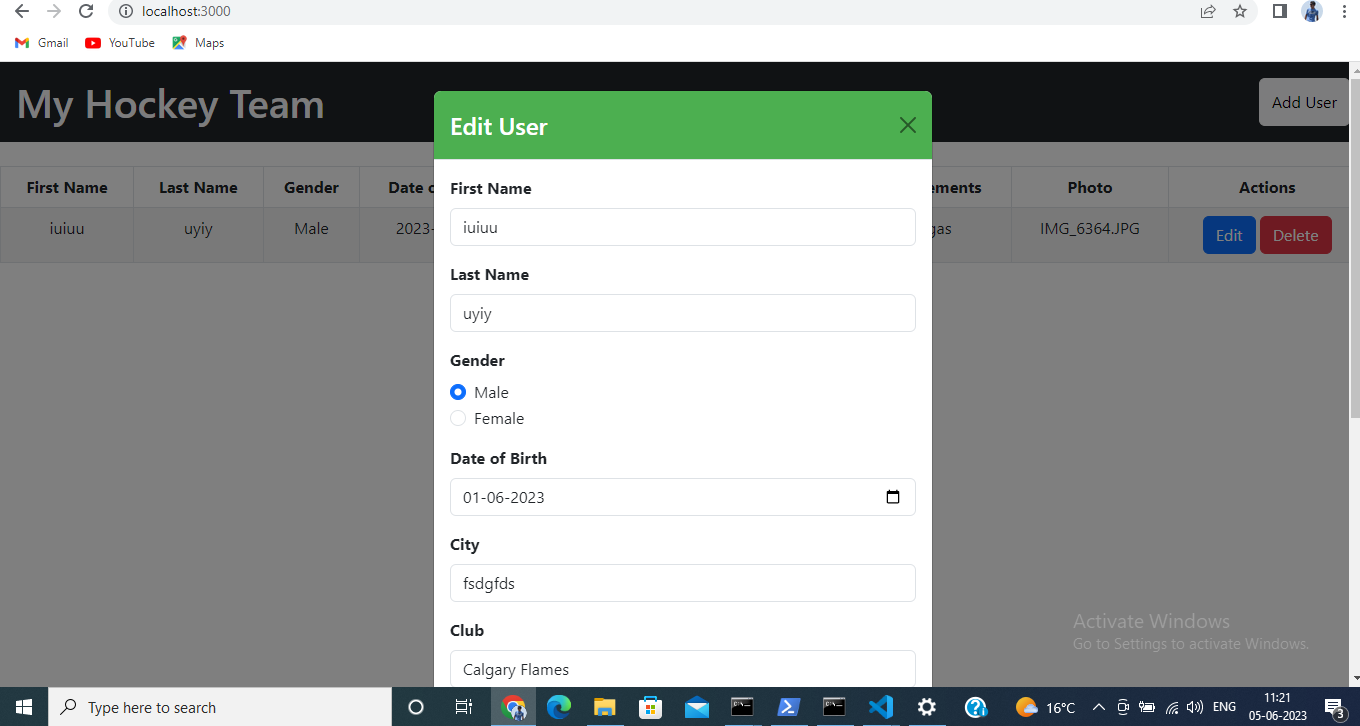 localhost:3000
Gmail YouTube Maps
My Hockey Team
Add User
Edit User
First Name Last Name Gender Date o ements Photo Actions
iuiuu uyiy Male 2023- gas IMG_6364.JPG Edit Delete
First Name
iuiuu
Last Name
uyiy
Gender
Male
Female
Date of Birth
01-06-2023
City
fsdgfds
Club
Calgary Flames
Activate Windows
Go to Settings to activate Windows.
Type here to search
16°C
ENG
11:21
05-06-2023
3